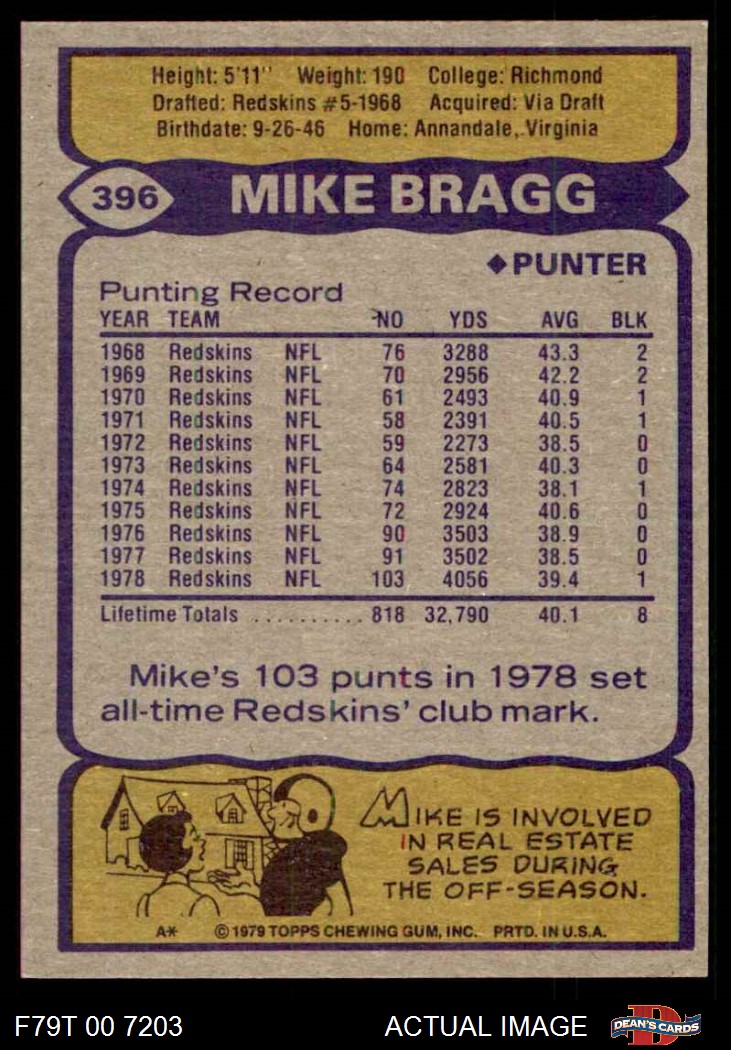 Height: 5'11" Weight: 190 College: Richmond
Drafted: Redskins #5-1968 Acquired: Via Draft
Birthdate: 9-26-46 Home: Annandale, Virginia
396 MIKE BRAGG
◆PUNTER
Punting Record
YEAR TEAM NO YDS AVG BLK
1968 Redskins NFL 76 3288 43.3 2
1969 Redskins NFL 70 2956 42.2 2
1970 Redskins NFL 61 2493 40.9 1
1971 Redskins NFL 58 2391 40.5 1
1972 Redskins NFL 59 2273 38.5 0
1973 Redskins NFL 64 2581 40.3 0
1974 Redskins NFL 74 2823 38.1 1
1975 Redskins NFL 72 2924 40.6 0
1976 Redskins NFL 90 3503 38.9 0
1977 Redskins NFL 91 3502 38.5 0
1978 Redskins NFL 103 4056 39.4 1
Lifetime Totals .......... 818 32,790 40.1 8
Mike's 103 punts in 1978 set
all-time Redskins' club mark.
MIKE IS INVOLVED
IN REAL ESTATE
SALES DURING
THE OFF-SEASON.
A* © 1979 TOPPS CHEWING GUM, INC. PRTD. IN U.S.A.
F79T 00 7203 ACTUAL IMAGE D DEAN'S CARDS